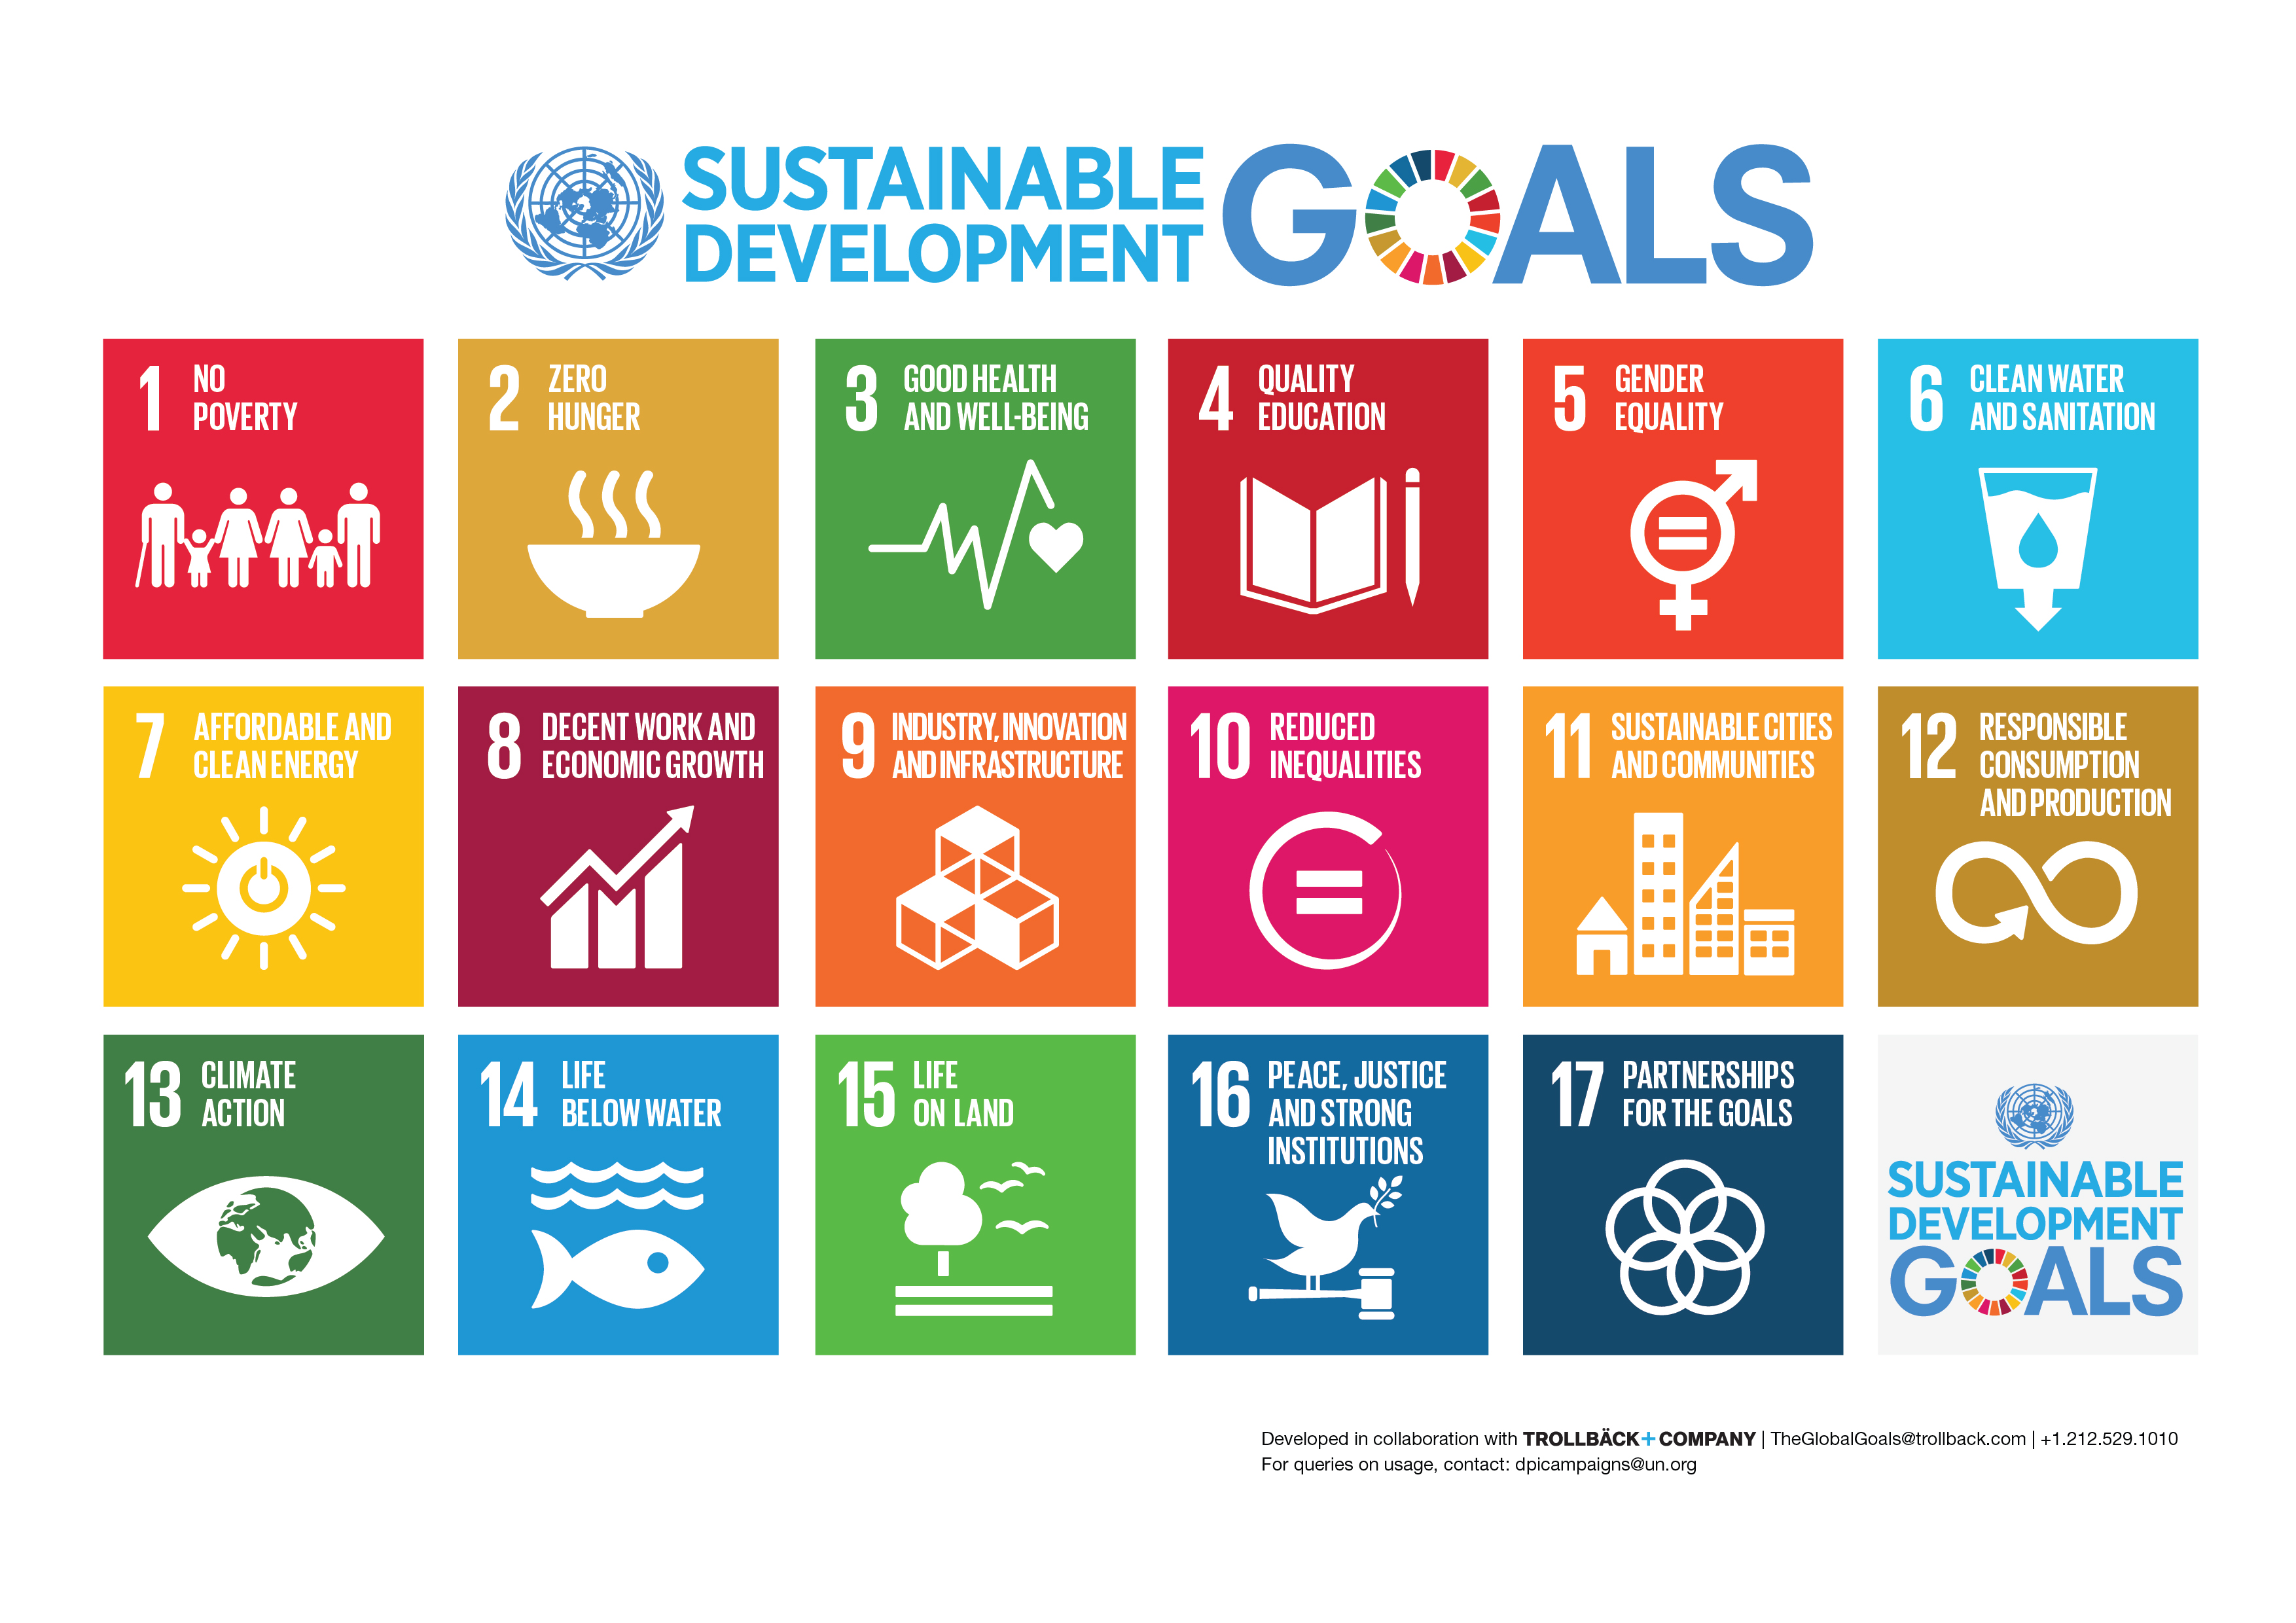 SUSTAINABLE
DEVELOPMENT
GOALS
1 NO
POVERTY
2 ZERO
HUNGER
3 GOOD HEALTH
AND WELL-BEING
4 QUALITY
EDUCATION
5 GENDER
EQUALITY
6 CLEAN WATER
AND SANITATION
7 AFFORDABLE AND
CLEAN ENERGY
8 DECENT WORK AND
ECONOMIC GROWTH
9 INDUSTRY, INNOVATION
AND INFRASTRUCTURE
10 REDUCED
INEQUALITIES
11 SUSTAINABLE CITIES
AND COMMUNITIES
12 RESPONSIBLE
CONSUMPTION
AND PRODUCTION
13 CLIMATE
ACTION
14 LIFE
BELOW WATER
15 LIFE
ON LAND
16 PEACE, JUSTICE
AND STRONG
INSTITUTIONS
17 PARTNERSHIPS
FOR THE GOALS
SUSTAINABLE
DEVELOPMENT
GOALS
Developed in collaboration with TROLLBÄCK+COMPANY | TheGlobalGoals@trollback.com | +1.212.529.1010
For queries on usage, contact: dpicampaigns@un.org